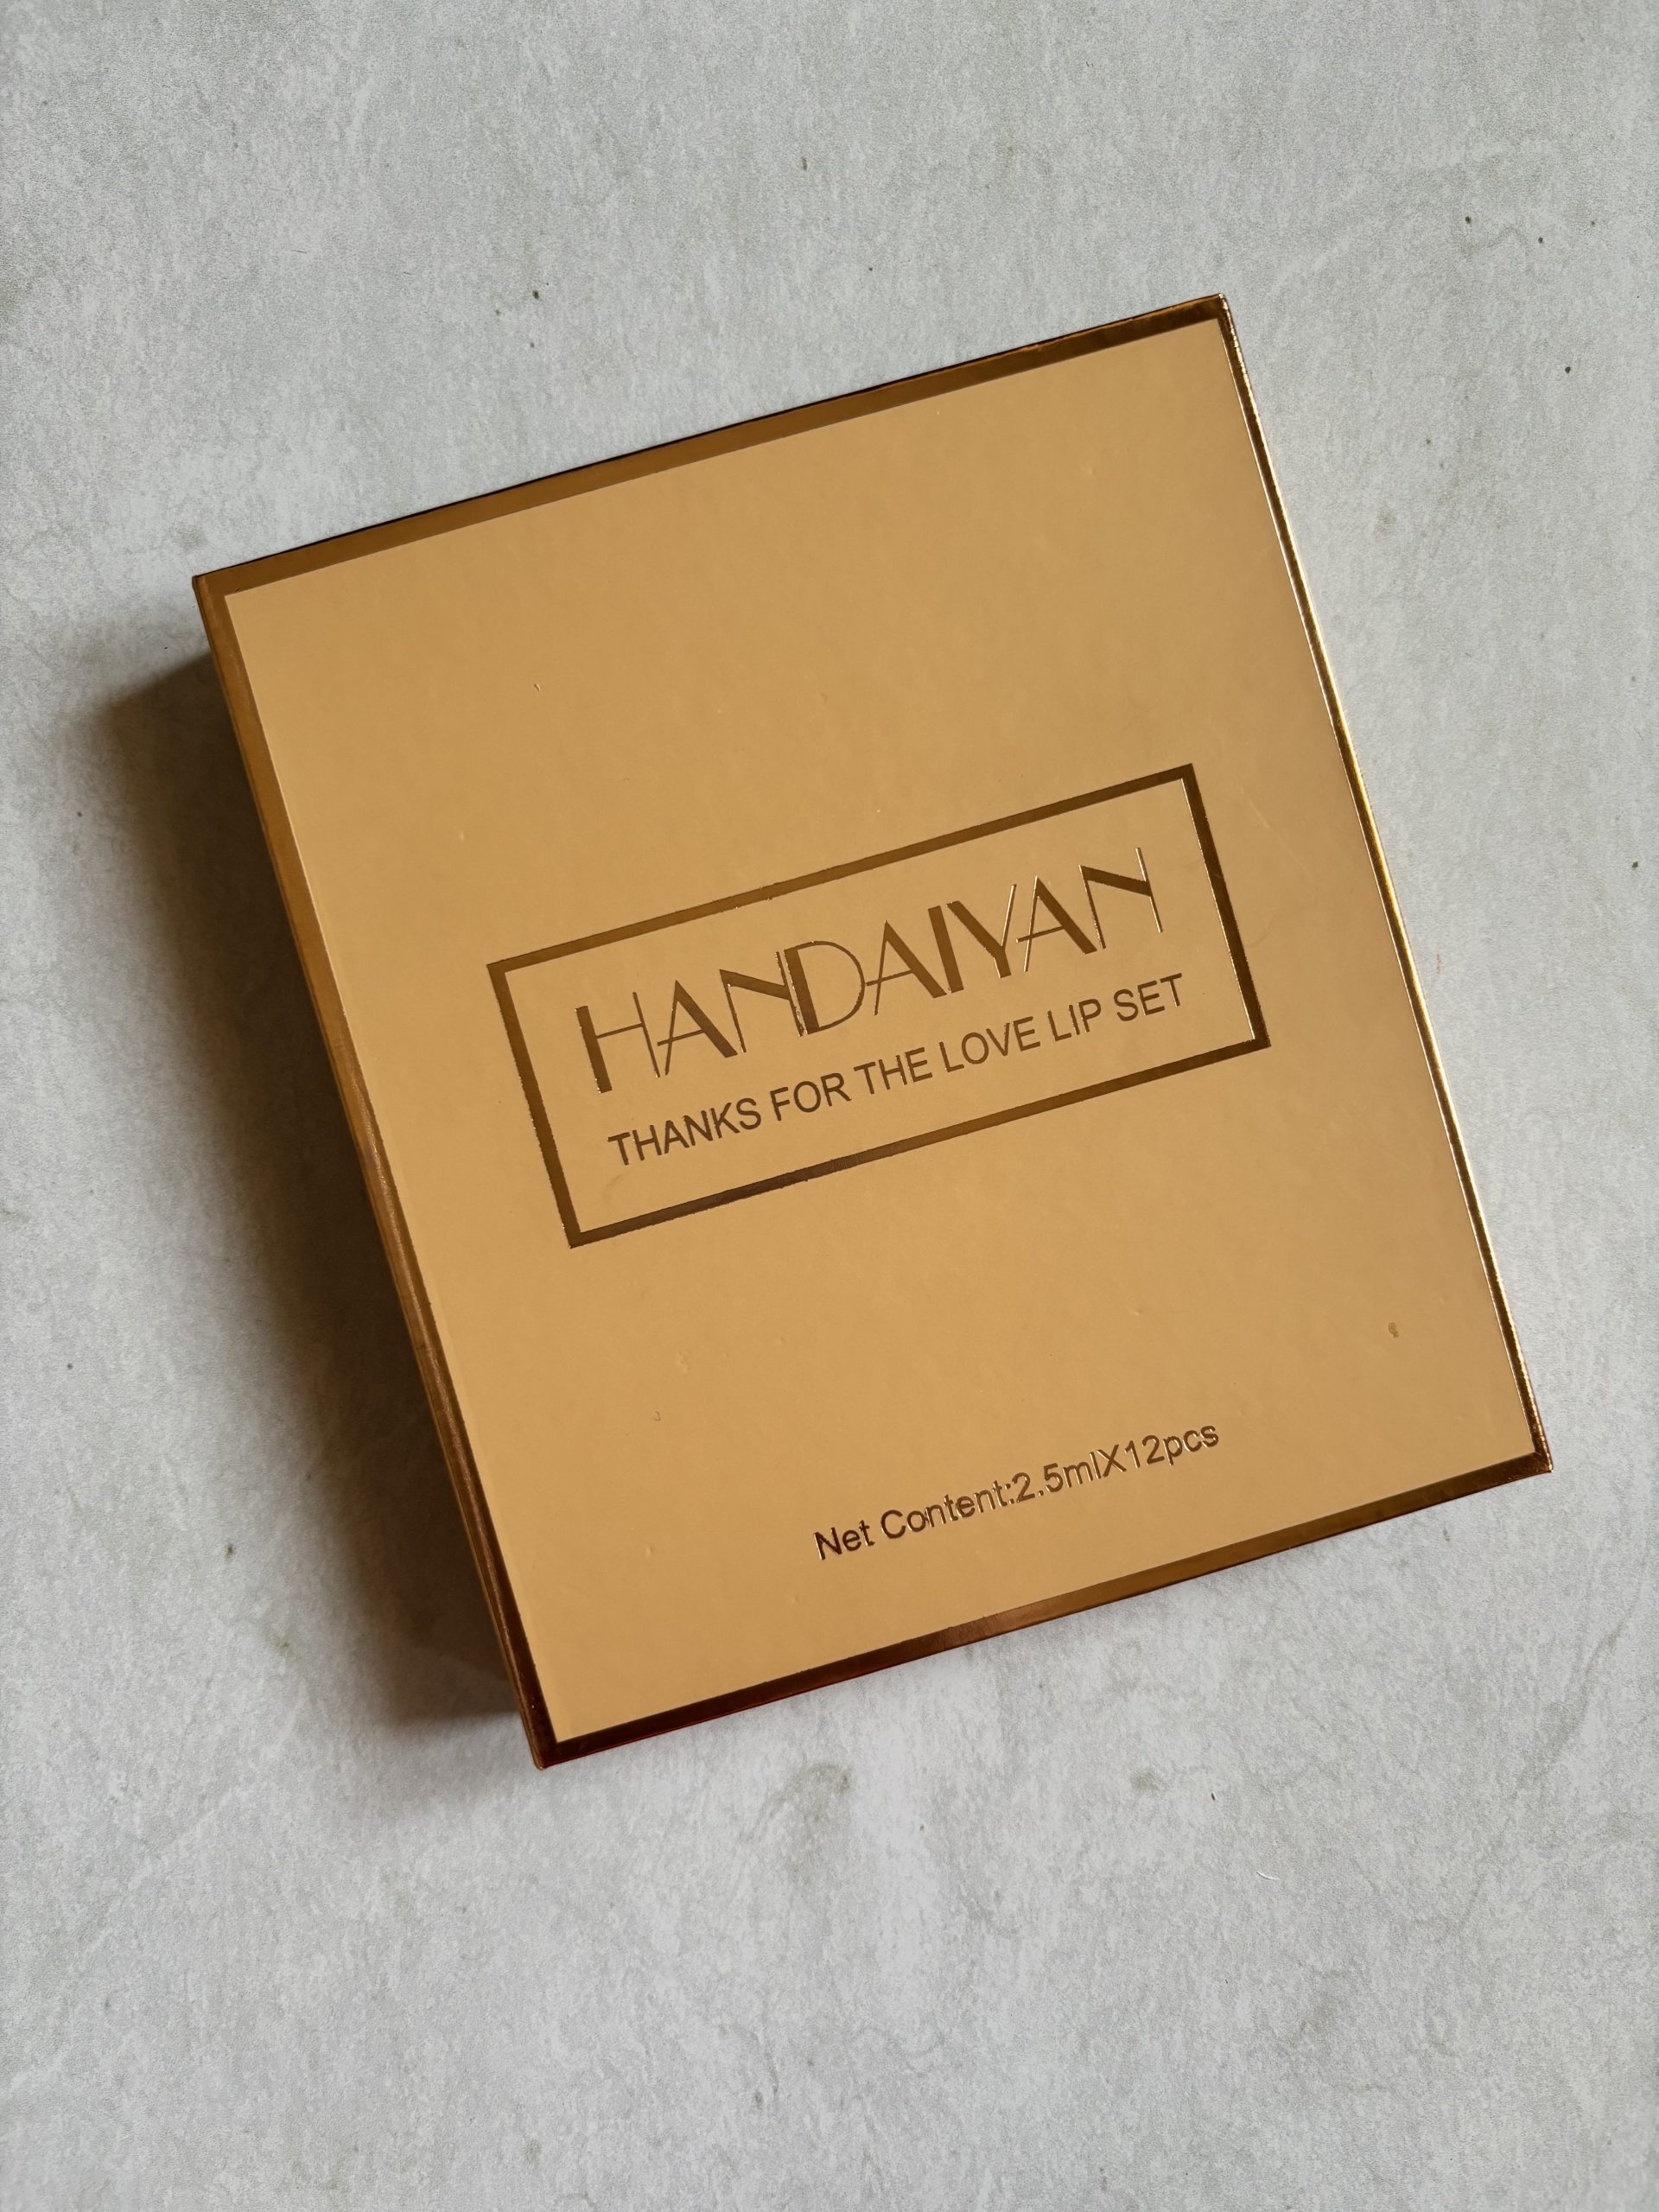 HANDAIYAN
THANKS FOR THE LOVE LIP SET
Net Content:2.5mlX12pcs